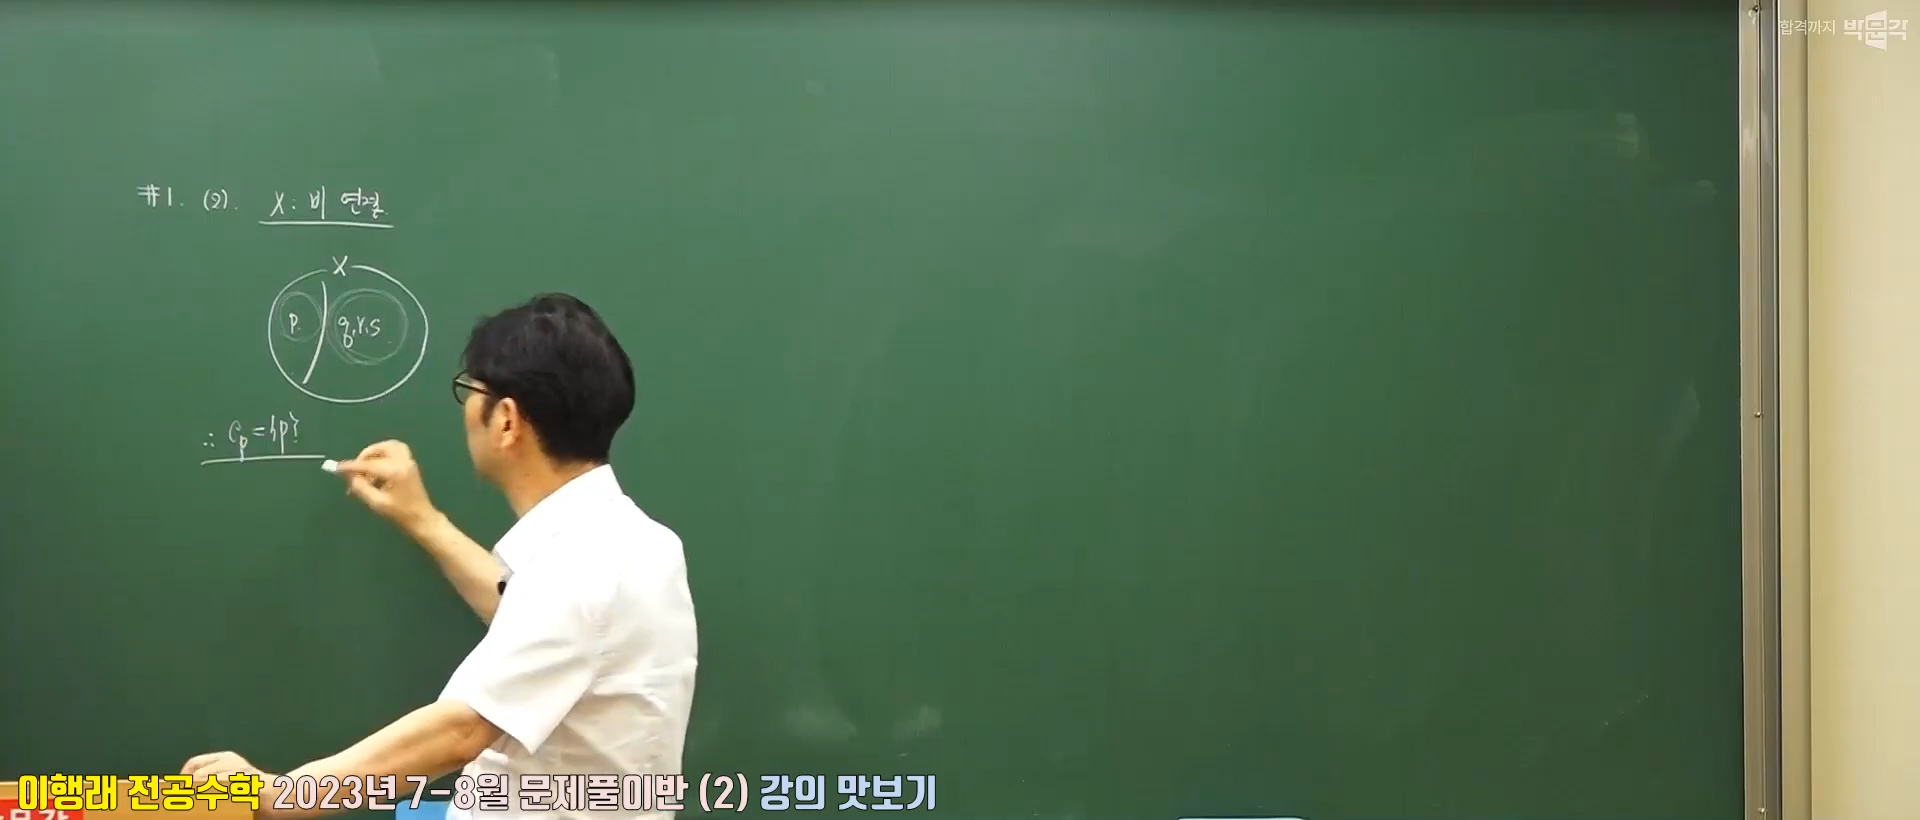 합격까지 박문각
#1. (2). X: 비 연결.
X
p. q.r.s
∴ Cp = {p}
이행래 전공수학 2023년 7-8월 문제풀이반 (2) 강의 맛보기